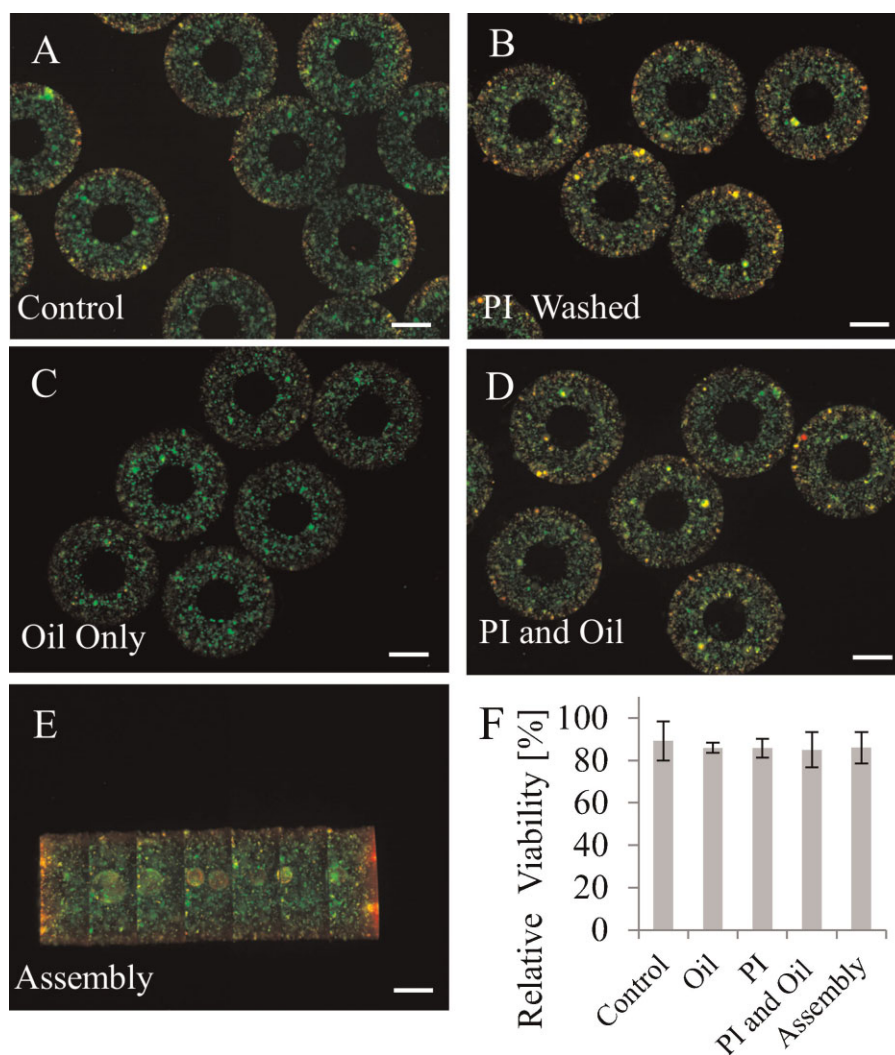 A
Control
B
PI Washed
C
Oil Only
D
PI and Oil
E
Assembly
F
Relative Viability [%]
100
80
60
40
20
0
Control
Oil
PI
PI and Oil
Assembly